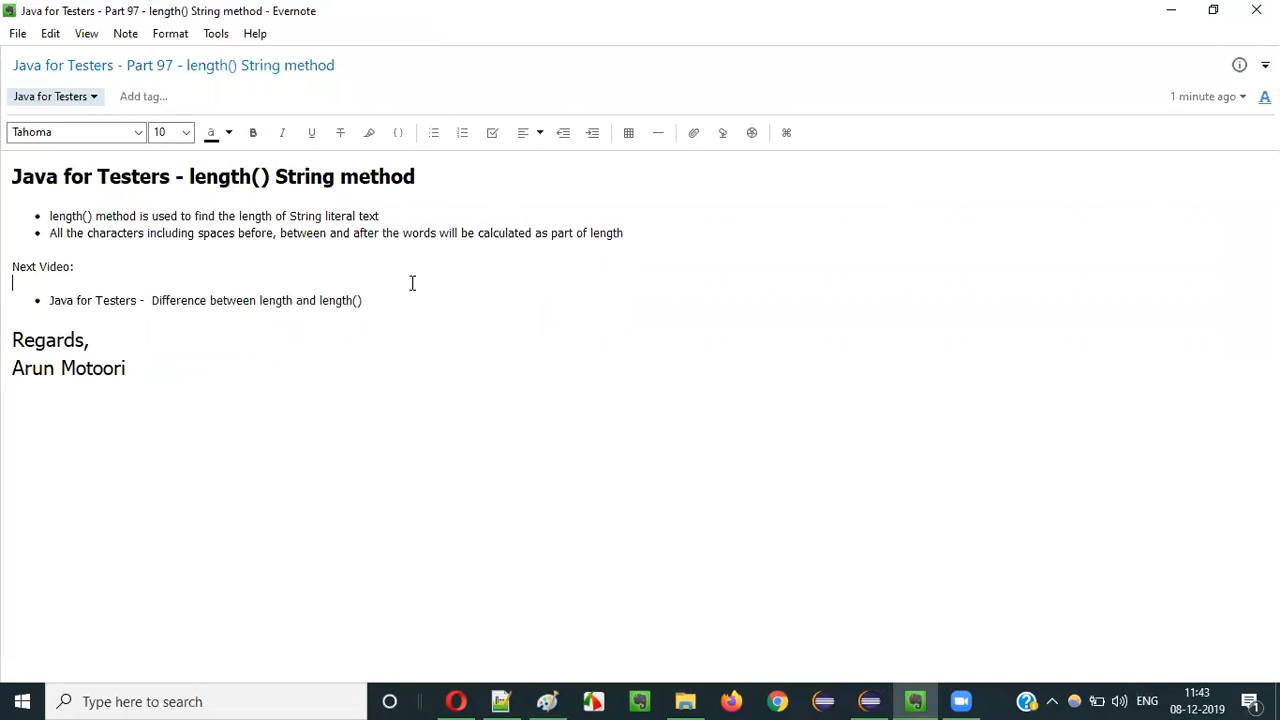 Java for Testers - Part 97 - length() String method - Evernote
File Edit View Note Format Tools Help
Java for Testers - Part 97 - length() String method
Java for Testers Add tag... 1 minute ago
Tahoma 10
Java for Testers - length() String method
• length() method is used to find the length of String literal text
• All the characters including spaces before, between and after the words will be calculated as part of length
Next Video:
• Java for Testers - Difference between length and length()
Regards,
Arun Motoori
Type here to search
ENG
11:43
08-12-2019